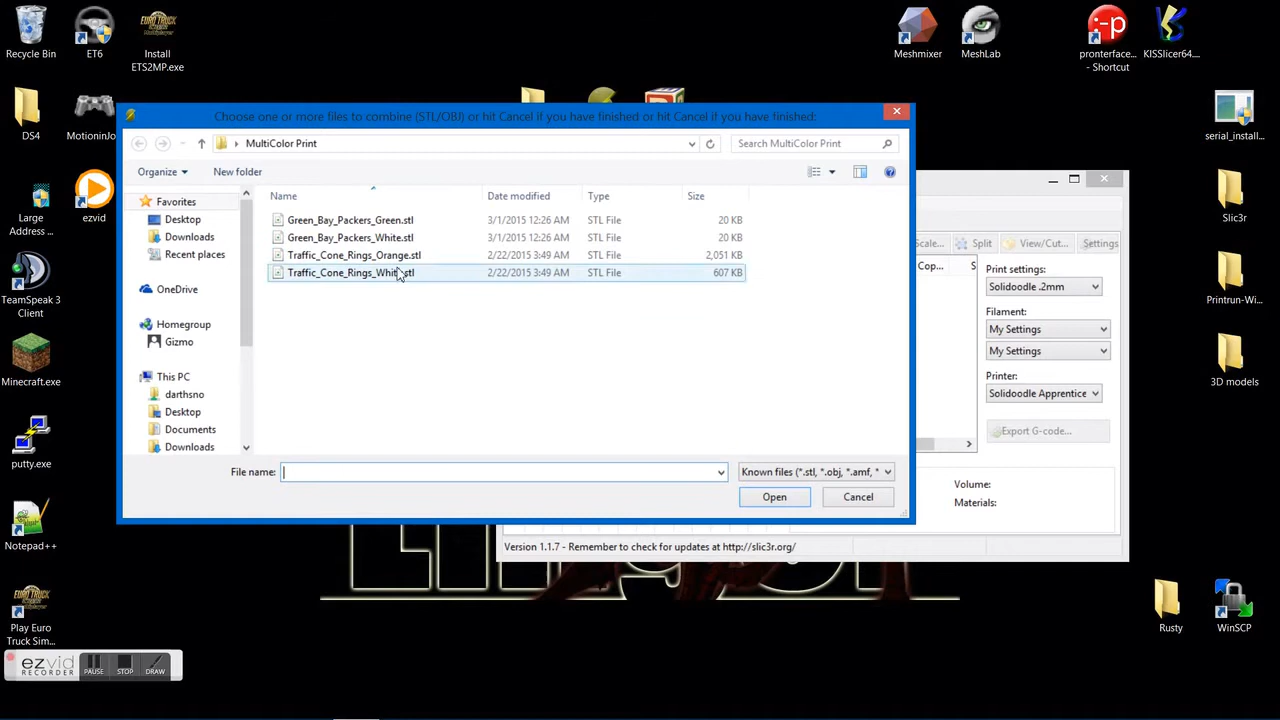 Recycle Bin
ET6
Install
ETS2MP.exe
Meshmixer
MeshLab
pronterface...
- Shortcut
KISSlicer64....
DS4
MotioninJo
serial_install...
Large
Address ...
ezvid
Slic3r
TeamSpeak 3
Client
Printrun-Wi...
Minecraft.exe
3D models
putty.exe
Notepad++
Play Euro
Truck Sim...
Rusty
WinSCP
Choose one or more files to combine (STL/OBJ) or hit Cancel if you have finished or hit Cancel if you have finished:
MultiColor Print
Search MultiColor Print
Organize
New folder
Favorites
Desktop
Downloads
Recent places
OneDrive
Homegroup
Gizmo
This PC
darthsno
Desktop
Documents
Downloads
Name Date modified Type Size
Green_Bay_Packers_Green.stl 3/1/2015 12:26 AM STL File 20 KB
Green_Bay_Packers_White.stl 3/1/2015 12:26 AM STL File 20 KB
Traffic_Cone_Rings_Orange.stl 2/22/2015 3:49 AM STL File 2,051 KB
Traffic_Cone_Rings_White.stl 2/22/2015 3:49 AM STL File 607 KB
File name:
Known files (*.stl, *.obj, *.amf, *
Open
Cancel
Scale...
Split
View/Cut...
Settings
Cop...
S
Print settings:
Solidoodle .2mm
Filament:
My Settings
My Settings
Printer:
Solidoodle Apprentice
Export G-code...
Volume:
Materials:
Version 1.1.7 - Remember to check for updates at http://slic3r.org/
ezvid
RECORDER
PAUSE
STOP
DRAW